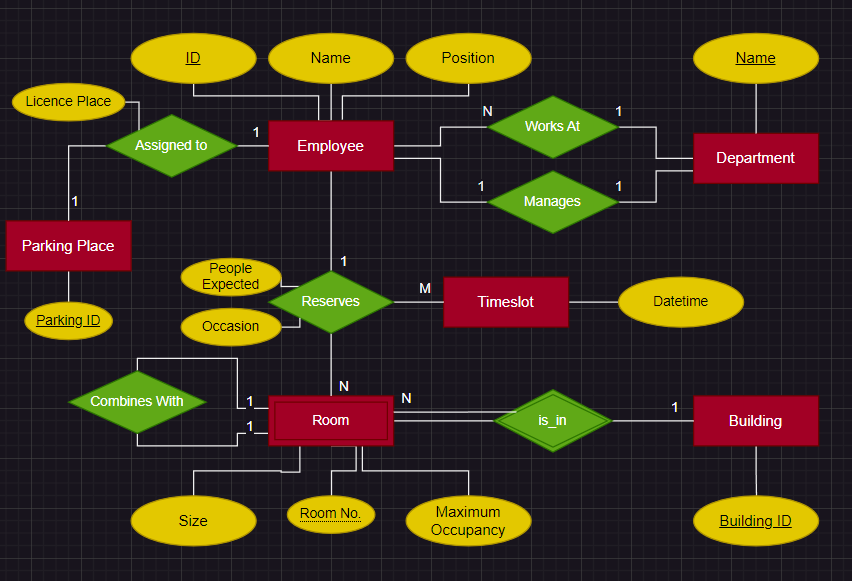 ID
Name
Position
Name
Licence Place
N
1
Works At
1
Assigned to
1
Employee
Department
1
Manages
1
1
Parking Place
1
People
Expected
Reserves
M
Timeslot
Datetime
Parking ID
Occasion
N
N
Combines With
1
1
Room
is_in
1
Building
Size
Room No.
Maximum
Occupancy
Building ID